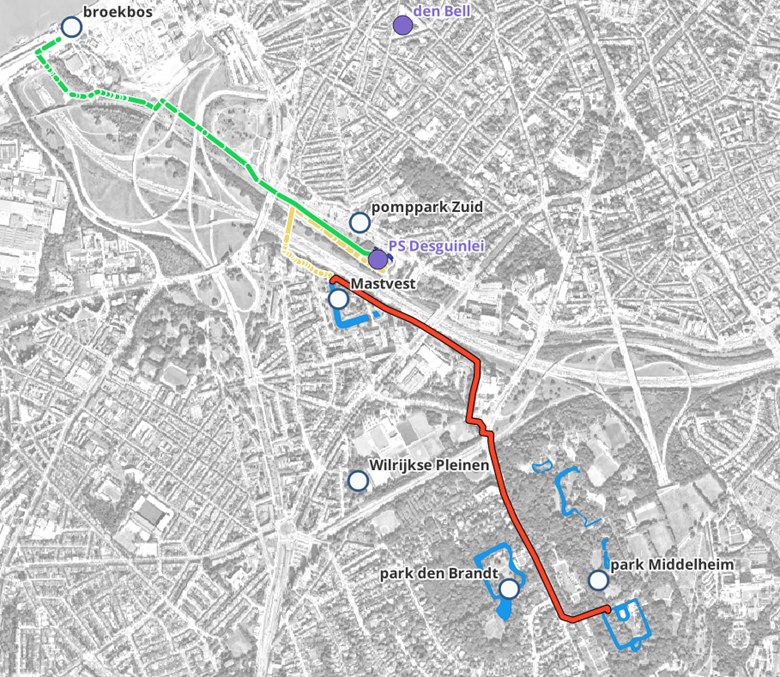 broekbos
den Bell
pomppark Zuid
PS Desguinlei
Mastvest
Wilrijkse Pleinen
park Middelheim
park den Brandt